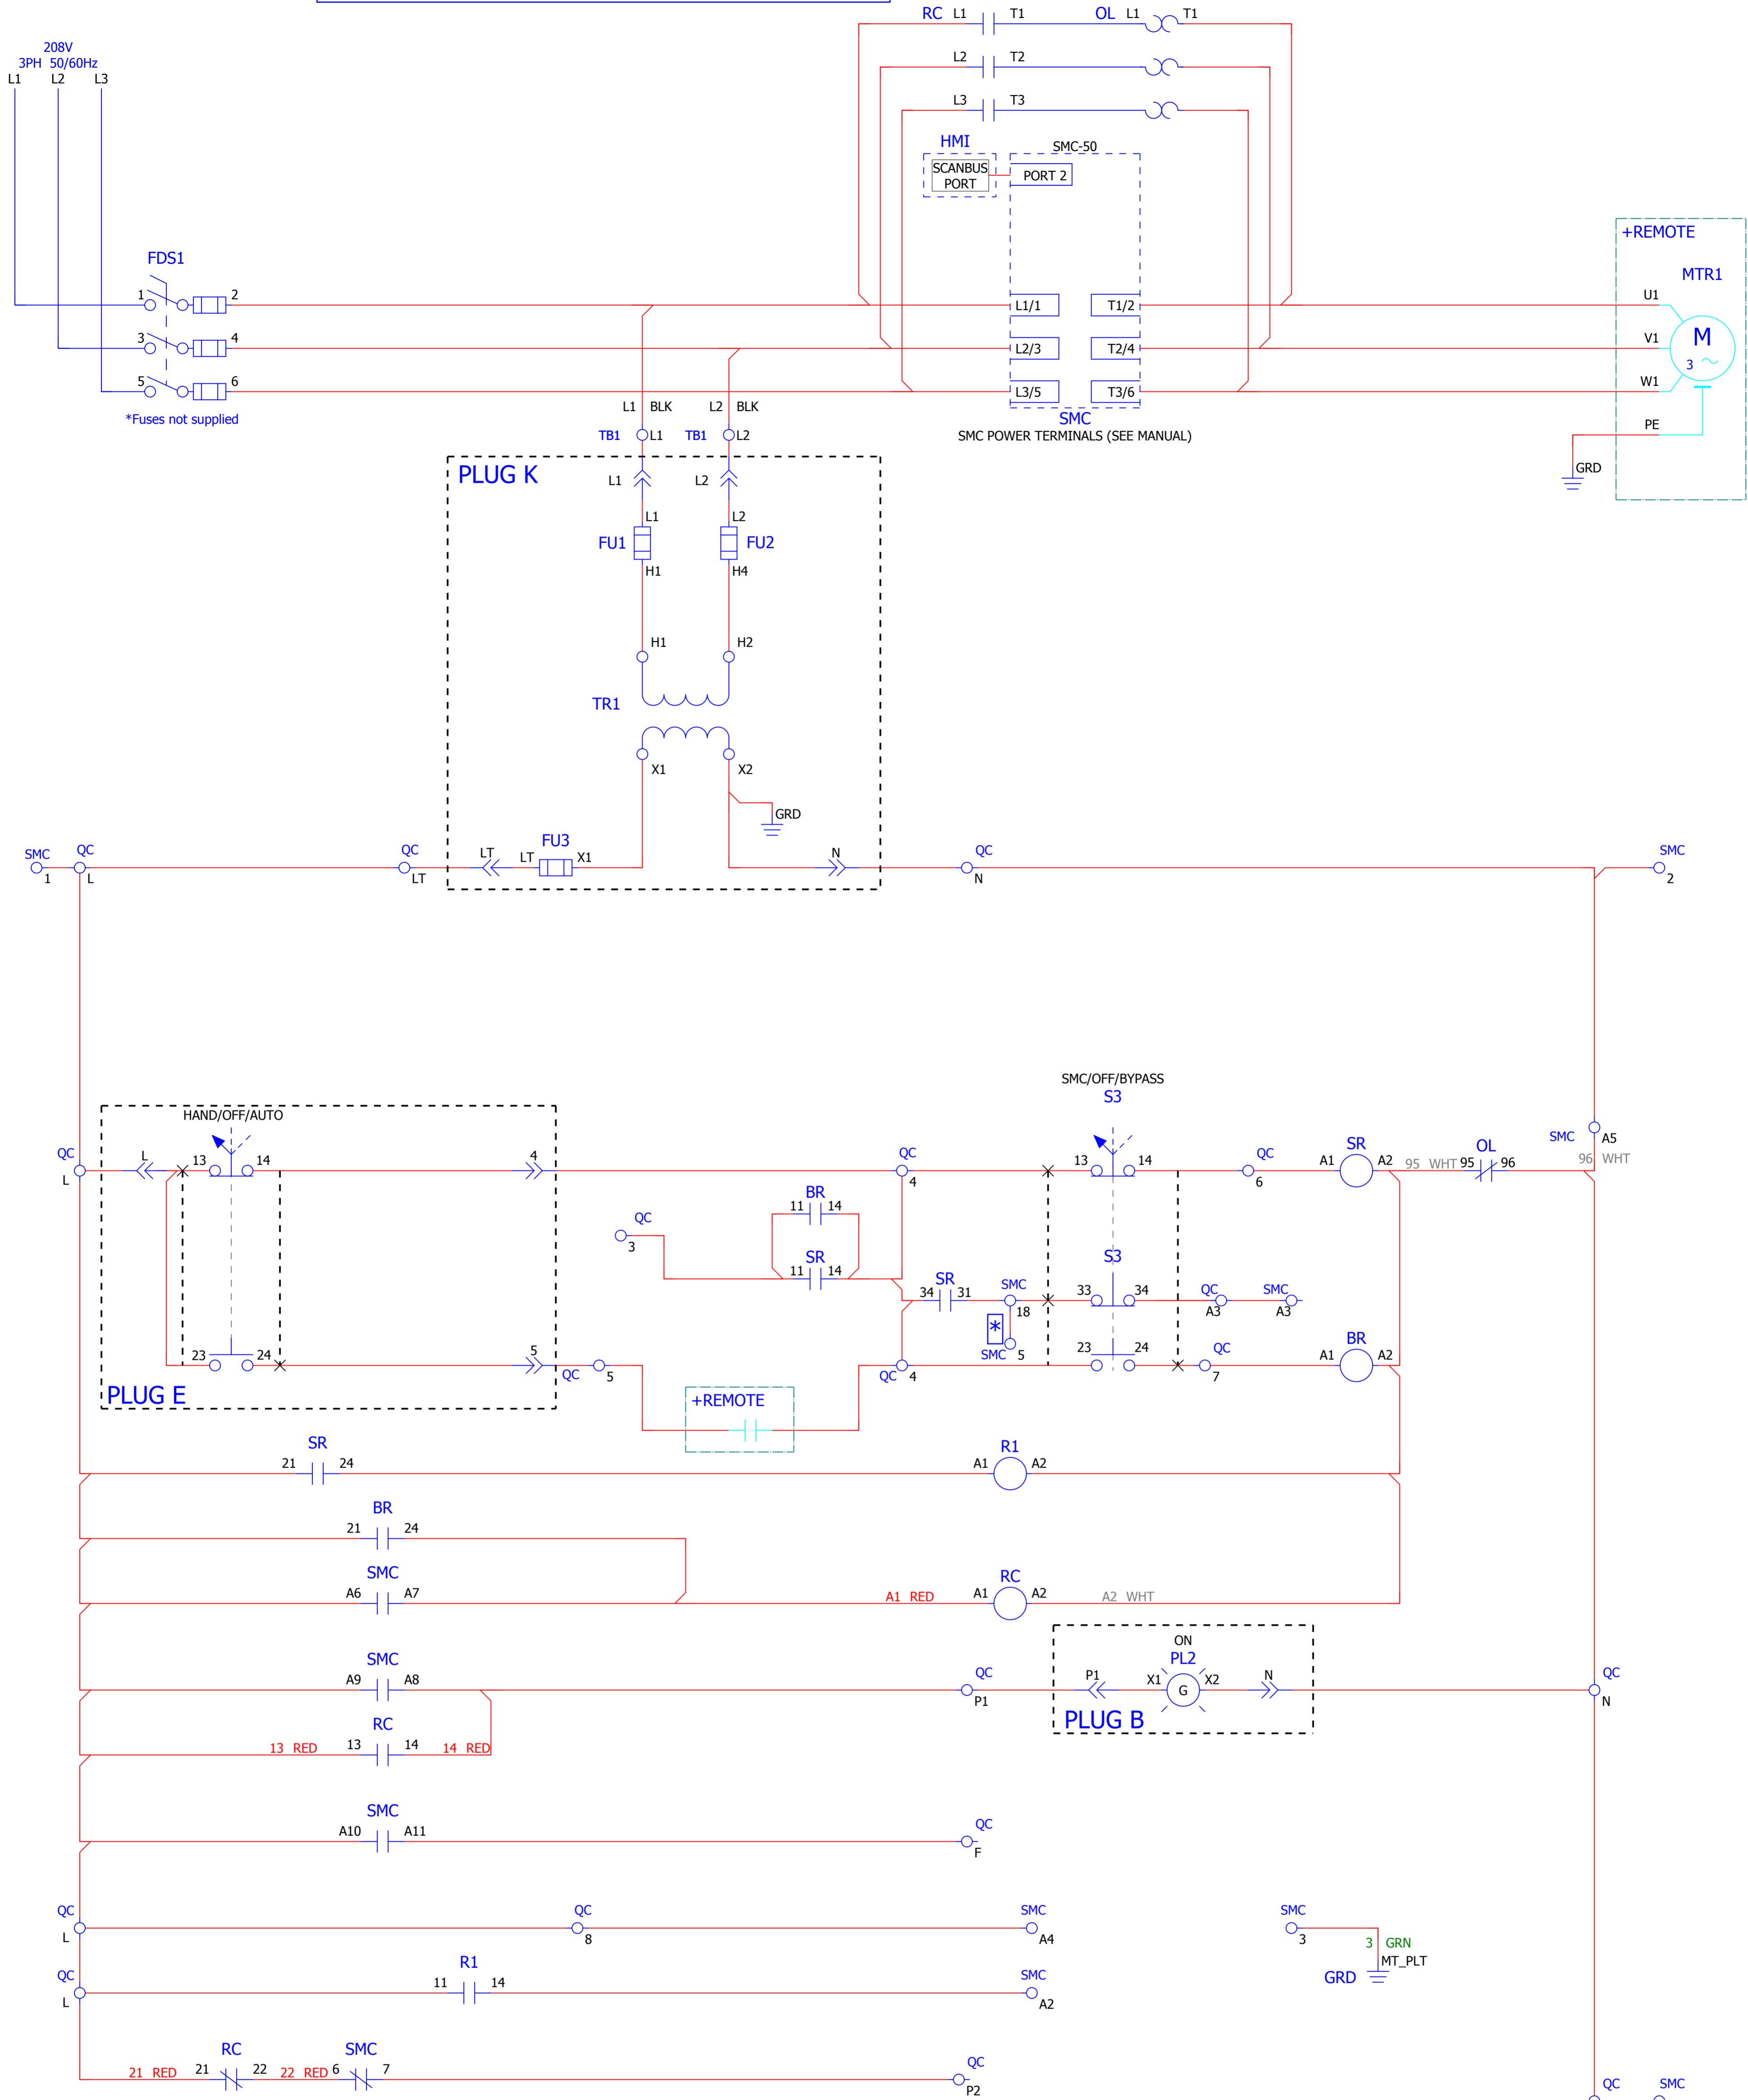 RC L1 T1 OL L1 T1
208V
3PH 50/60Hz
L1 L2 L3
L2 T2
L3 T3
HMI
SMC-50
SCANBUS
PORT
PORT 2
+REMOTE
FDS1
MTR1
1 2
L1/1 T1/2
U1
3 4
L2/3 T2/4
V1
M
3
5 6
L3/5 T3/6
W1
*Fuses not supplied
L1 BLK L2 BLK
SMC
PE
TB1 L1 TB1 L2
SMC POWER TERMINALS (SEE MANUAL)
GRD
PLUG K
L1 L2
L1 L2
FU1 FU2
H1 H4
H1 H2
TR1
X1 X2
GRD
FU3
SMC QC QC LT LT X1 N QC SMC
1 L LT N 2
SMC/OFF/BYPASS
S3
HAND/OFF/AUTO
QC L 13 14 4 QC 13 14 QC SR OL SMC A5
A1 A2 95 WHT 95 96 96 WHT
L 4 6
BR
11 14
QC
3
SR
11 14
S3
SR
34 31 SMC 33 34 QC SMC
18 A3 A3
*
SMC 5
BR
23 24 5 23 24 QC A1 A2
QC 5 QC 4 7
PLUG E
+REMOTE
SR R1
21 24 A1 A2
BR
21 24
SMC RC
A6 A7 A1 RED A1 A2 A2 WHT
ON
SMC PL2
A9 A8 QC P1 X1 G X2 N QC
P1 N
PLUG B
RC
13 RED 13 14 14 RED
SMC
A10 A11 QC
F
QC QC SMC SMC
L 8 A4 3
3 GRN
MT_PLT
GRD
QC R1 SMC
11 14
L A2
RC SMC
21 RED 21 22 22 RED 6 7 QC
P2
QC SMC